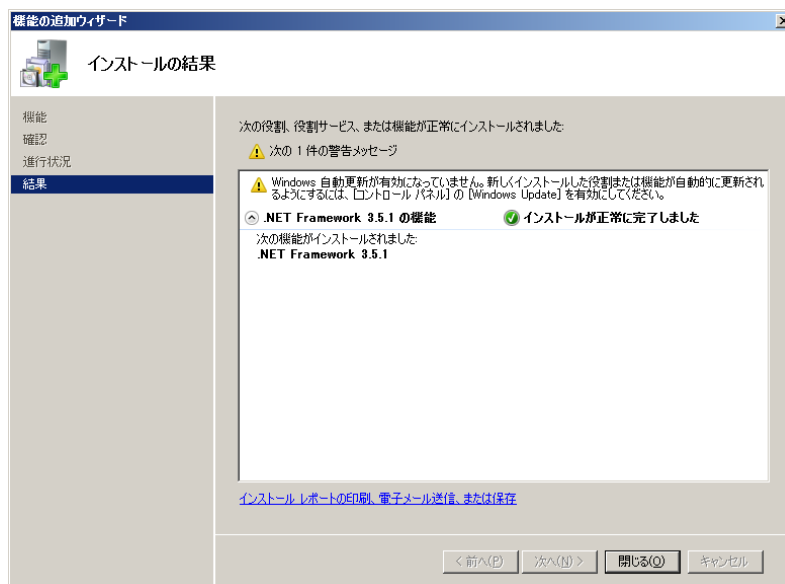 機能の追加ウィザード
インストールの結果
機能
確認
進行状況
結果
次の役割、役割サービス、または機能が正常にインストールされました:
次の 1 件の警告メッセージ
Windows 自動更新が有効になっていません。新しくインストールした役割または機能が自動的に更新され
るようにするには、[コントロール パネル] の [Windows Update] を有効にしてください。
.NET Framework 3.5.1 の機能 インストールが正常に完了しました
次の機能がインストールされました:
.NET Framework 3.5.1
インストール レポートの印刷、電子メール送信、または保存
< 前へ(P) 次へ(N) > 閉じる(O) キャンセル